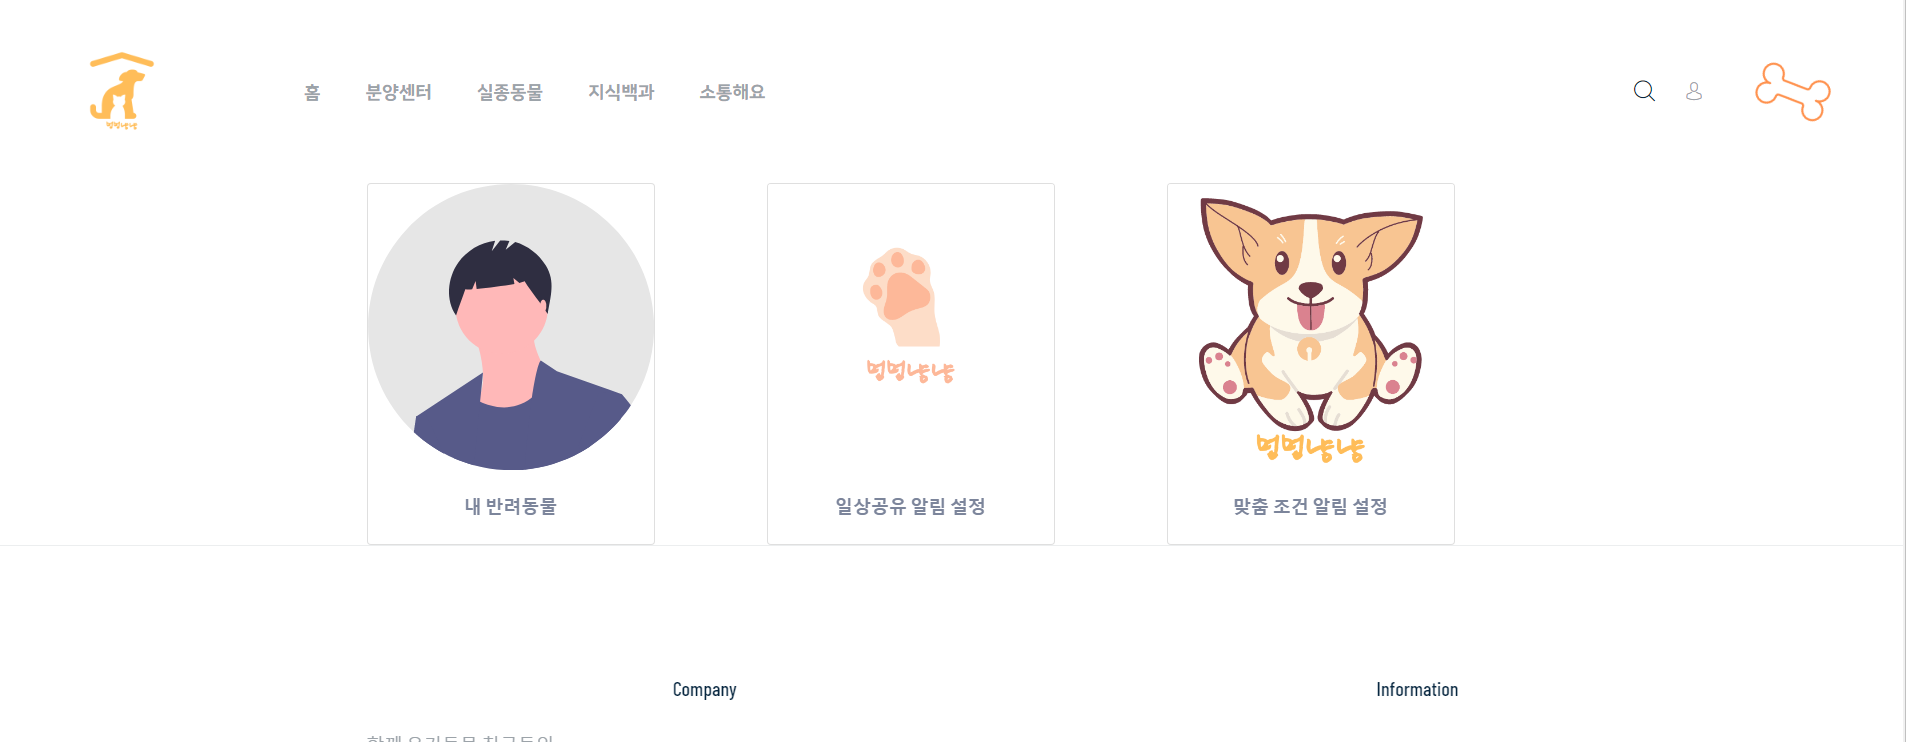 홈 분양센터 실종동물 지식백과 소통해요
멍멍냥냥
멍멍냥냥
멍멍냥냥
내 반려동물
일상공유 알림 설정
맞춤 조건 알림 설정
Company
Information